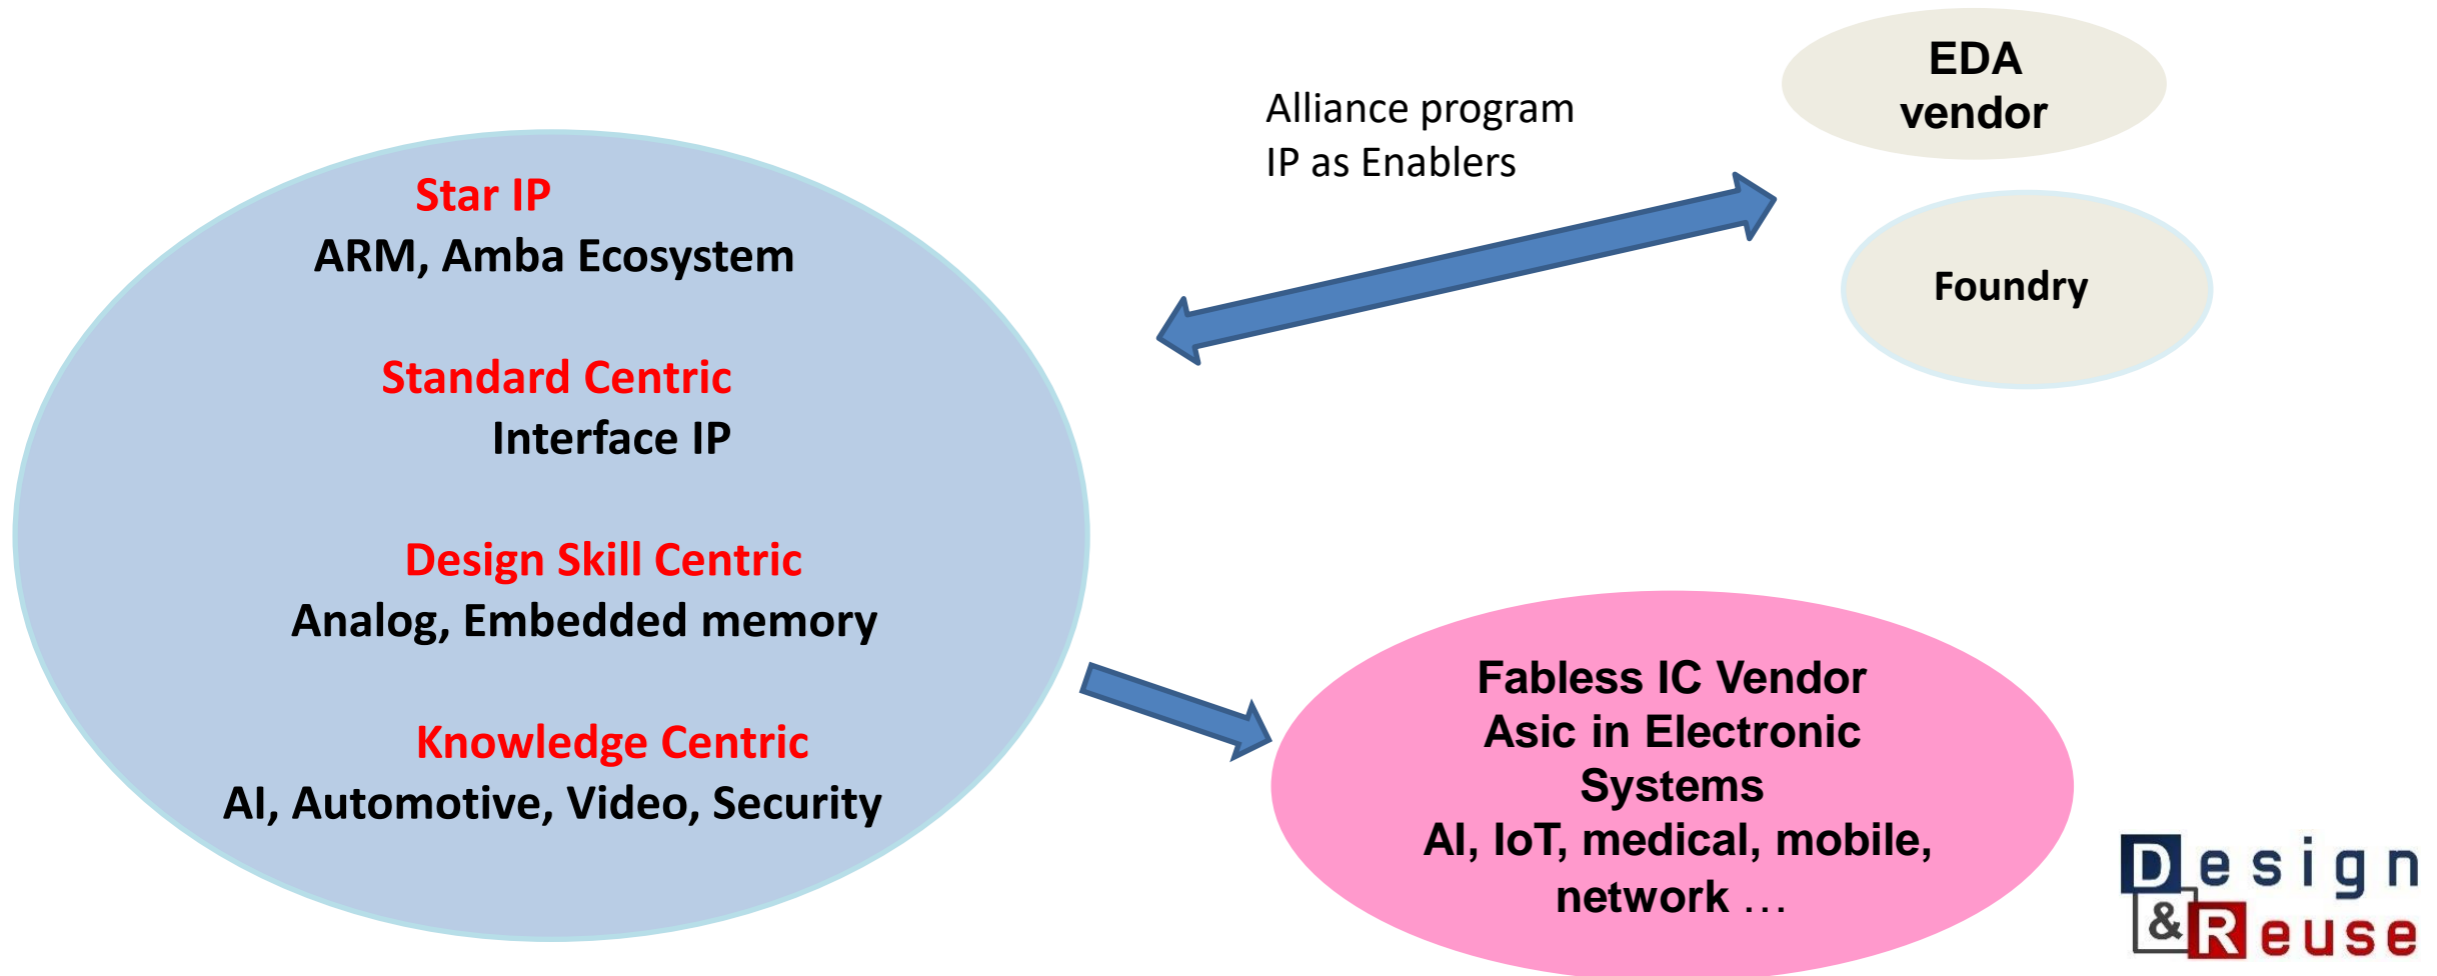 Star IP
ARM, Amba Ecosystem
Standard Centric
Interface IP
Design Skill Centric
Analog, Embedded memory
Knowledge Centric
AI, Automotive, Video, Security
Alliance program
IP as Enablers
EDA
vendor
Foundry
Fabless IC Vendor
Asic in Electronic
Systems
AI, IoT, medical, mobile,
network ...
Design
&Reuse